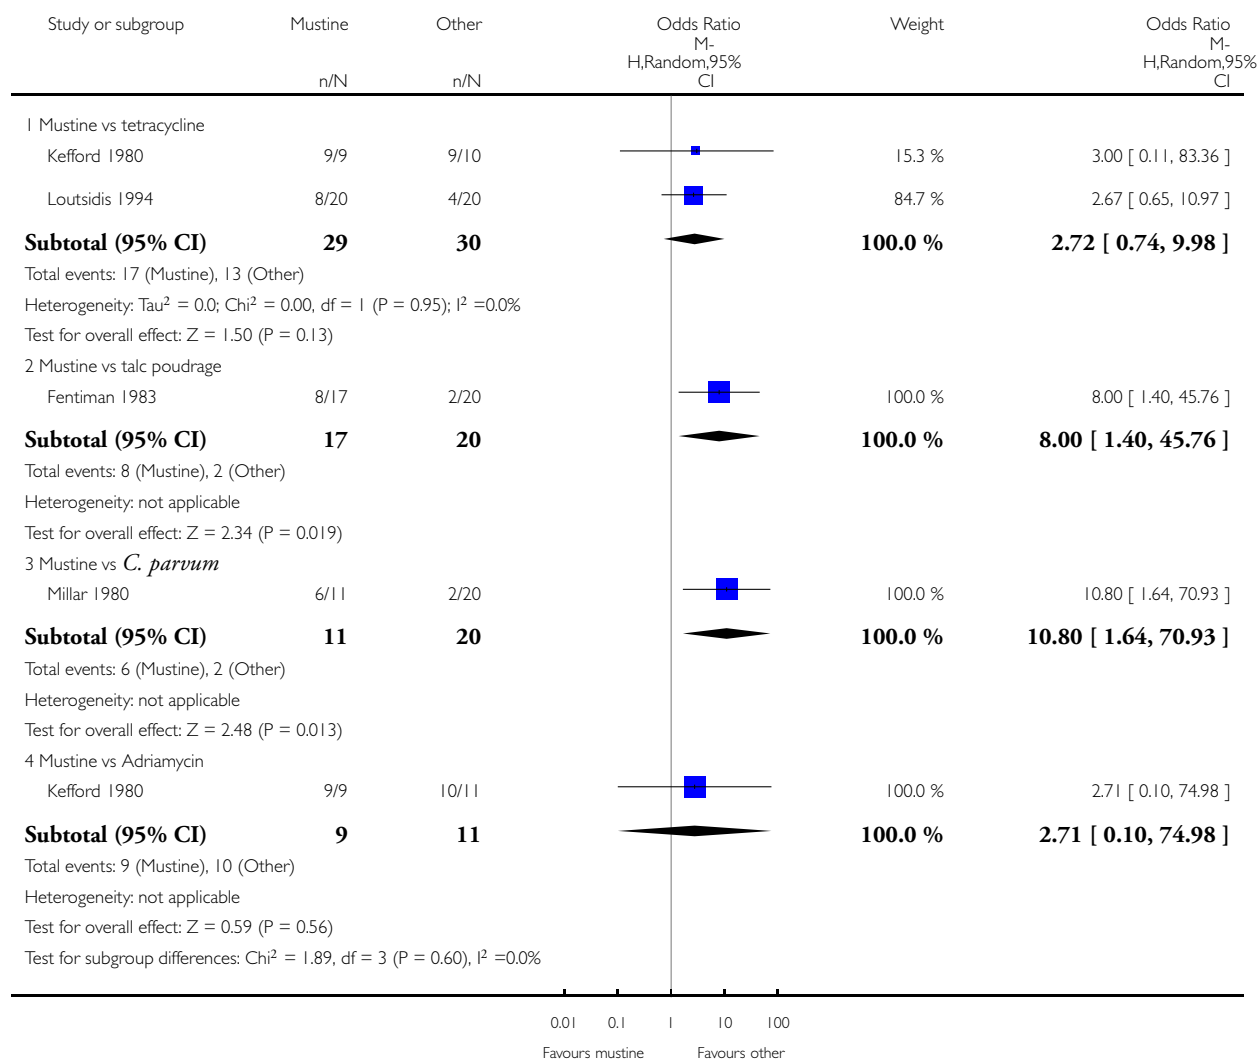 Study or subgroup Mustine Other Odds Ratio Weight Odds Ratio
M- M-
H,Random,95% H,Random,95%
n/N n/N CI CI
1 Mustine vs tetracycline
Kefford 1980 9/9 9/10 15.3 % 3.00 [ 0.11, 83.36 ]
Loutsidis 1994 8/20 4/20 84.7 % 2.67 [ 0.65, 10.97 ]
Subtotal (95% CI) 29 30 100.0 % 2.72 [ 0.74, 9.98 ]
Total events: 17 (Mustine), 13 (Other)
Heterogeneity: Tau² = 0.0; Chi² = 0.00, df = 1 (P = 0.95); I² =0.0%
Test for overall effect: Z = 1.50 (P = 0.13)
2 Mustine vs talc poudrage
Fentiman 1983 8/17 2/20 100.0 % 8.00 [ 1.40, 45.76 ]
Subtotal (95% CI) 17 20 100.0 % 8.00 [ 1.40, 45.76 ]
Total events: 8 (Mustine), 2 (Other)
Heterogeneity: not applicable
Test for overall effect: Z = 2.34 (P = 0.019)
3 Mustine vs C. parvum
Millar 1980 6/11 2/20 100.0 % 10.80 [ 1.64, 70.93 ]
Subtotal (95% CI) 11 20 100.0 % 10.80 [ 1.64, 70.93 ]
Total events: 6 (Mustine), 2 (Other)
Heterogeneity: not applicable
Test for overall effect: Z = 2.48 (P = 0.013)
4 Mustine vs Adriamycin
Kefford 1980 9/9 10/11 100.0 % 2.71 [ 0.10, 74.98 ]
Subtotal (95% CI) 9 11 100.0 % 2.71 [ 0.10, 74.98 ]
Total events: 9 (Mustine), 10 (Other)
Heterogeneity: not applicable
Test for overall effect: Z = 0.59 (P = 0.56)
Test for subgroup differences: Chi² = 1.89, df = 3 (P = 0.60), I² =0.0%
0.01 0.1 1 10 100
Favours mustine Favours other